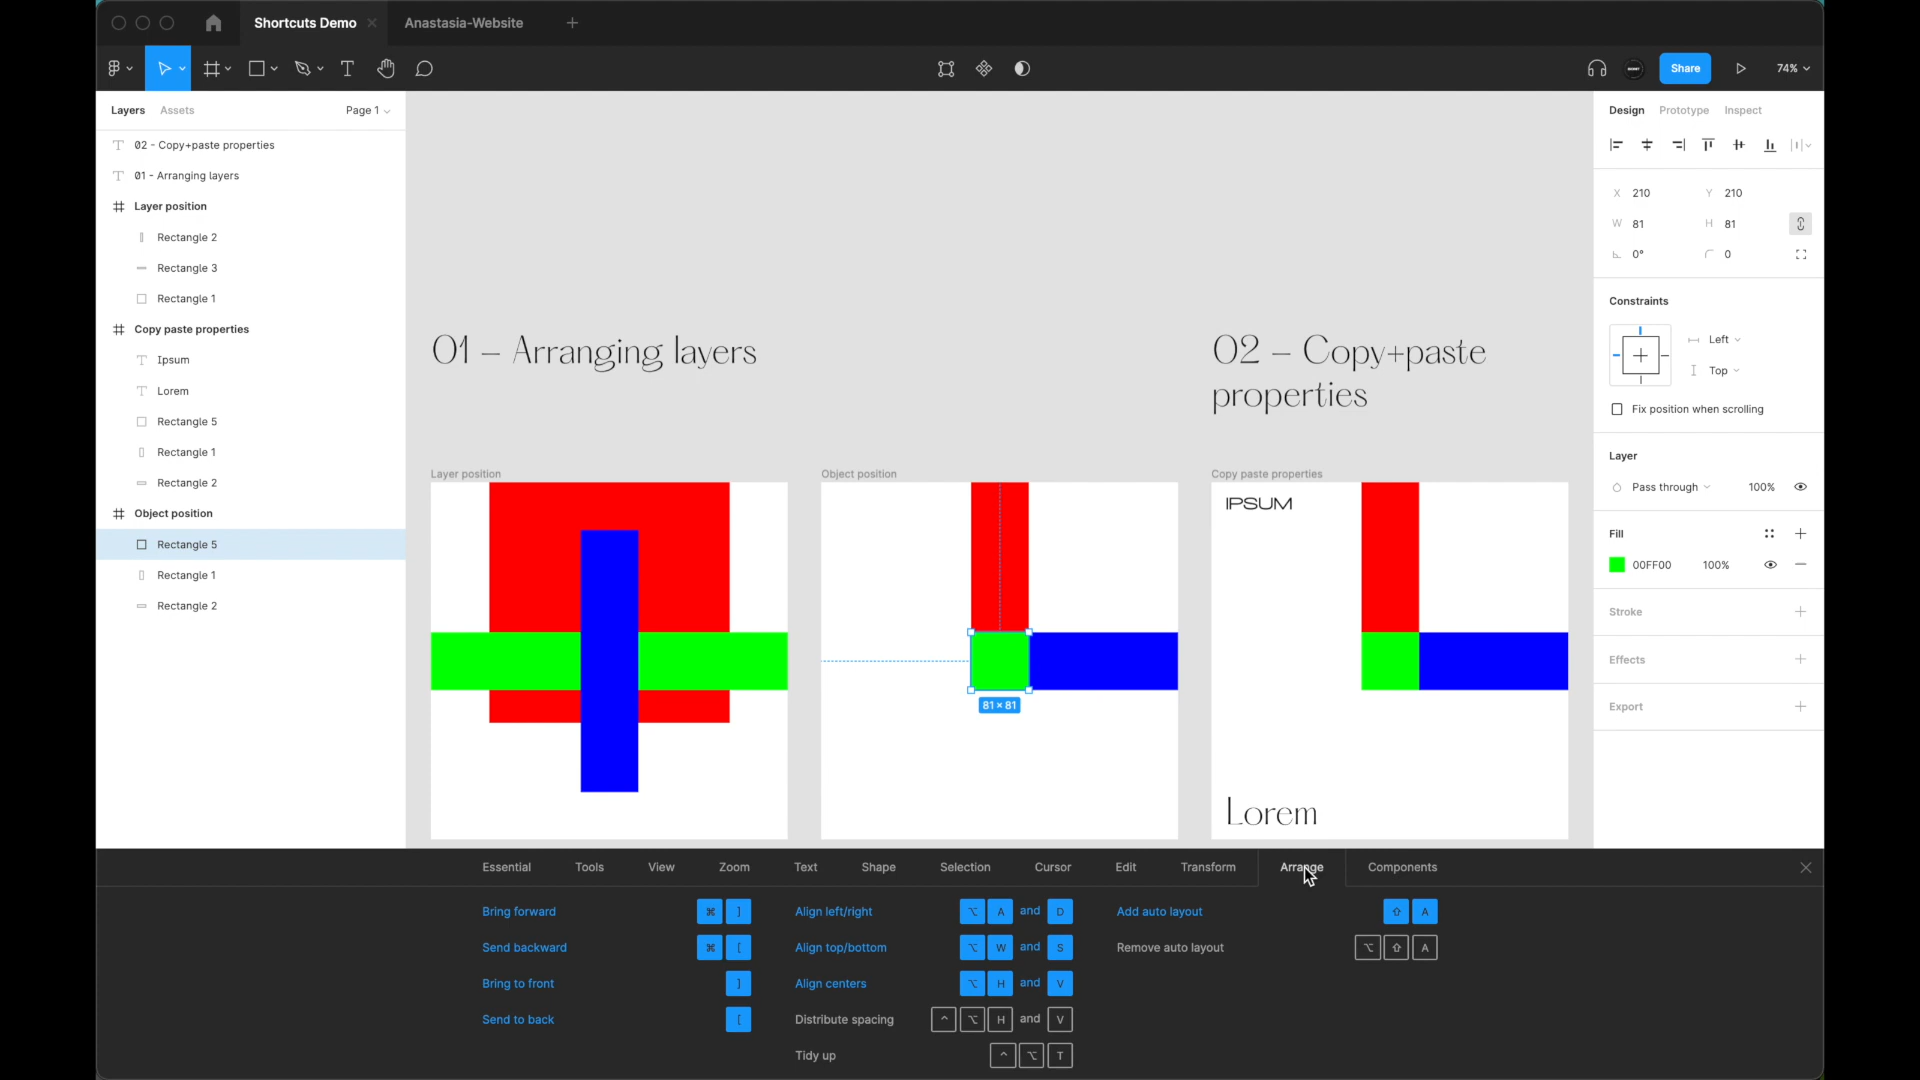 Shortcuts Demo
Anastasia-Website
Share
74%
Layers
Assets
Page 1
02 - Copy+paste properties
01 - Arranging layers
Layer position
Rectangle 2
Rectangle 3
Rectangle 1
Copy paste properties
Ipsum
Lorem
Rectangle 5
Rectangle 1
Rectangle 2
Object position
Rectangle 5
Rectangle 1
Rectangle 2
01 – Arranging layers
02 – Copy+paste
properties
Layer position
Object position
Copy paste properties
IPSUM
81 × 81
Lorem
Design
Prototype
Inspect
X 210
Y 210
W 81
H 81
0°
0
Constraints
Left
Top
Fix position when scrolling
Layer
Pass through
100%
Fill
00FF00
100%
Stroke
Effects
Export
Essential
Tools
View
Zoom
Text
Shape
Selection
Cursor
Edit
Transform
Arrange
Components
Bring forward ⌘ ]
Send backward ⌘ [
Bring to front ]
Send to back [
Align left/right ⌥ A and D
Align top/bottom ⌥ W and S
Align centers ⌥ H and V
Distribute spacing ^ ⌥ H and V
Tidy up ^ ⌥ T
Add auto layout ⇧ A
Remove auto layout ⌥ ⇧ A